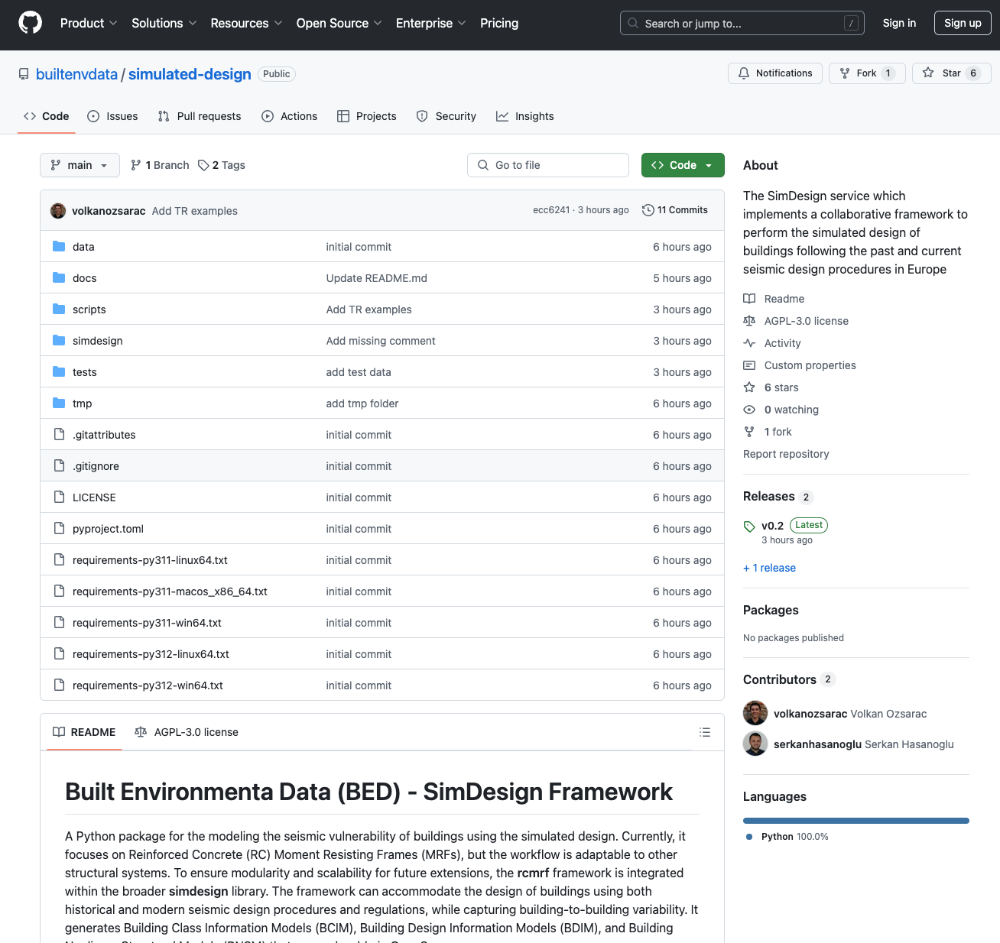 Product Solutions Resources Open Source Enterprise Pricing Search or jump to... / Sign in Sign up
builtenvdata / simulated-design Public Notifications Fork 1 Star 6
Code Issues Pull requests Actions Projects Security Insights
main 1 Branch 2 Tags Go to file Code
volkanozsarac Add TR examples ecc6241 · 3 hours ago 11 Commits
data initial commit 6 hours ago
docs Update README.md 5 hours ago
scripts Add TR examples 3 hours ago
simdesign Add missing comment 3 hours ago
tests add test data 3 hours ago
tmp add tmp folder 6 hours ago
.gitattributes initial commit 6 hours ago
.gitignore initial commit 6 hours ago
LICENSE initial commit 6 hours ago
pyproject.toml initial commit 6 hours ago
requirements-py311-linux64.txt initial commit 6 hours ago
requirements-py311-macos_x86_64.txt initial commit 6 hours ago
requirements-py311-win64.txt initial commit 6 hours ago
requirements-py312-linux64.txt initial commit 6 hours ago
requirements-py312-win64.txt initial commit 6 hours ago
README AGPL-3.0 license
Built Environmenta Data (BED) - SimDesign Framework
A Python package for the modeling the seismic vulnerability of buildings using the simulated design. Currently, it
focuses on Reinforced Concrete (RC) Moment Resisting Frames (MRFs), but the workflow is adaptable to other
structural systems. To ensure modularity and scalability for future extensions, the rcmrf framework is integrated
within the broader simdesign library. The framework can accommodate the design of buildings using both
historical and modern seismic design procedures and regulations, while capturing building-to-building variability. It
generates Building Class Information Models (BCIM), Building Design Information Models (BDIM), and Building
About
The SimDesign service which
implements a collaborative framework to
perform the simulated design of
buildings following the past and current
seismic design procedures in Europe
Readme
AGPL-3.0 license
Activity
Custom properties
6 stars
0 watching
1 fork
Report repository
Releases 2
v0.2 Latest
3 hours ago
+ 1 release
Packages
No packages published
Contributors 2
volkanozsarac Volkan Ozsarac
serkanhasanoglu Serkan Hasanoglu
Languages
Python 100.0%